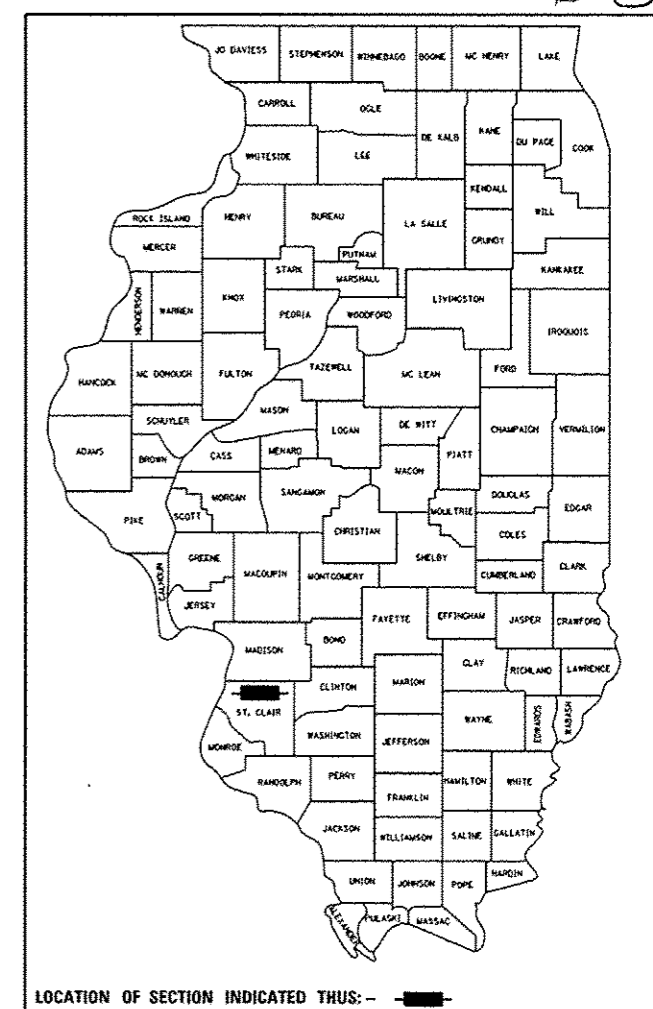 JO DAVIESS STEPHENSON WINNEBAGO BOONE MC HENRY LAKE
CARROLL OGLE DE KALB KANE DU PAGE COOK
WHITESIDE LEE
KENDALL WILL
ROCK ISLAND HENRY BUREAU LA SALLE GRUNDY
MERCER PUTNAM
STARK MARSHALL KANKAKEE
HENDERSON WARREN KNOX PEORIA WOODFORD LIVINGSTON IROQUOIS
HANCOCK MC DONOUGH FULTON TAZEWELL MC LEAN FORD
MASON
SCHUYLER LOGAN DE WITT CHAMPAIGN VERMILION
ADAMS BROWN CASS MENARD PIATT
MACON
MORGAN SANGAMON DOUGLAS EDGAR
PIKE SCOTT MOULTRIE
CHRISTIAN COLES
GREENE SHELBY
CALHOUN MACOUPIN MONTGOMERY CUMBERLAND CLARK
JERSEY FAYETTE EFFINGHAM JASPER CRAWFORD
BOND
MADISON CLAY RICHLAND LAWRENCE
CLINTON MARION
ST. CLAIR WAYNE EDWARDS WABASH
WASHINGTON JEFFERSON
MONROE
RANDOLPH PERRY HAMILTON WHITE
FRANKLIN
JACKSON WILLIAMSON SALINE GALLATIN
UNION JOHNSON POPE HARDIN
ALEXANDER PULASKI MASSAC
LOCATION OF SECTION INDICATED THUS: -